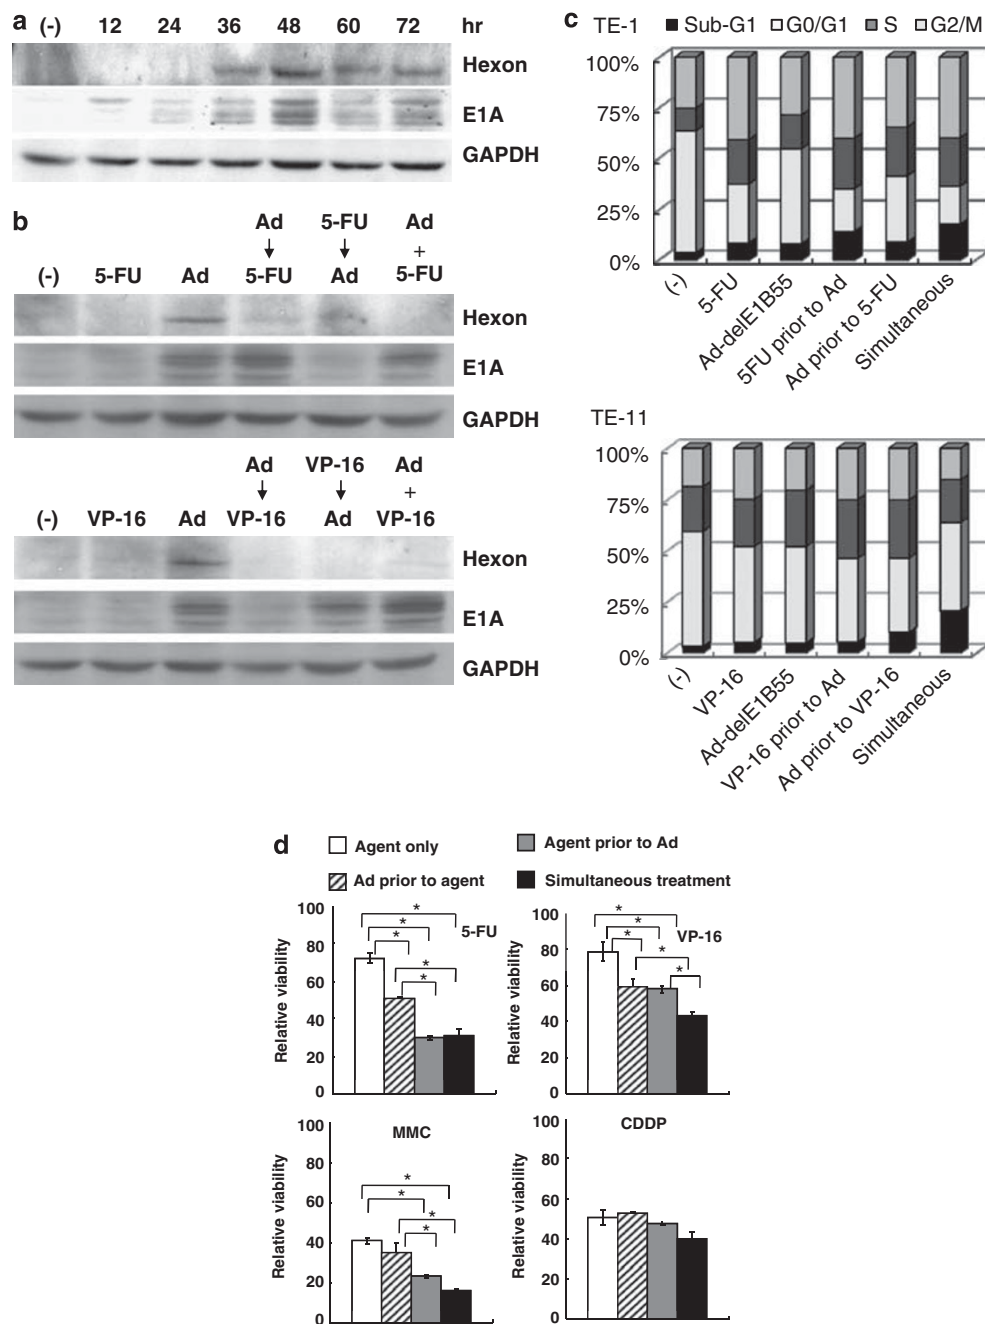 a (-) 12 24 36 48 60 72 hr
Hexon
E1A
GAPDH
b Ad 5-FU Ad
+
(-) 5-FU Ad 5-FU Ad 5-FU
Hexon
E1A
GAPDH
Ad VP-16 Ad
+
(-) VP-16 Ad VP-16 Ad VP-16
Hexon
E1A
GAPDH
c TE-1 Sub-G1 G0/G1 S G2/M
100%
75%
50%
25%
0%
(-)
5-FU
Ad-delE1B55
5FU prior to Ad
Ad prior to 5-FU
Simultaneous
TE-11
100%
75%
50%
25%
0%
(-)
VP-16
Ad-delE1B55
VP-16 prior to Ad
Ad prior to VP-16
Simultaneous
d Agent only Agent prior to Ad
Ad prior to agent Simultaneous treatment
5-FU
Relative viability
100
80
60
40
20
0
* * * * *
VP-16
Relative viability
100
80
60
40
20
0
* * * * *
MMC
Relative viability
100
80
60
40
20
0
* * * *
CDDP
Relative viability
100
80
60
40
20
0